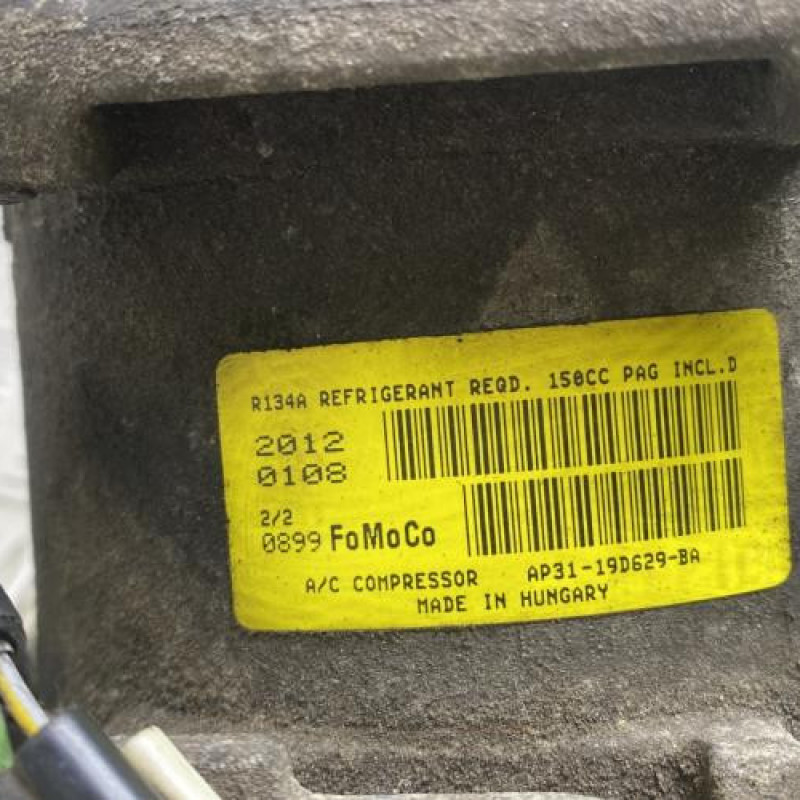 R134A REFRIGERANT REQD. 150CC PAG INCL.D
2012
0108
2/2
0899 FoMoCo
A/C COMPRESSOR AP31-19D629-BA
MADE IN HUNGARY